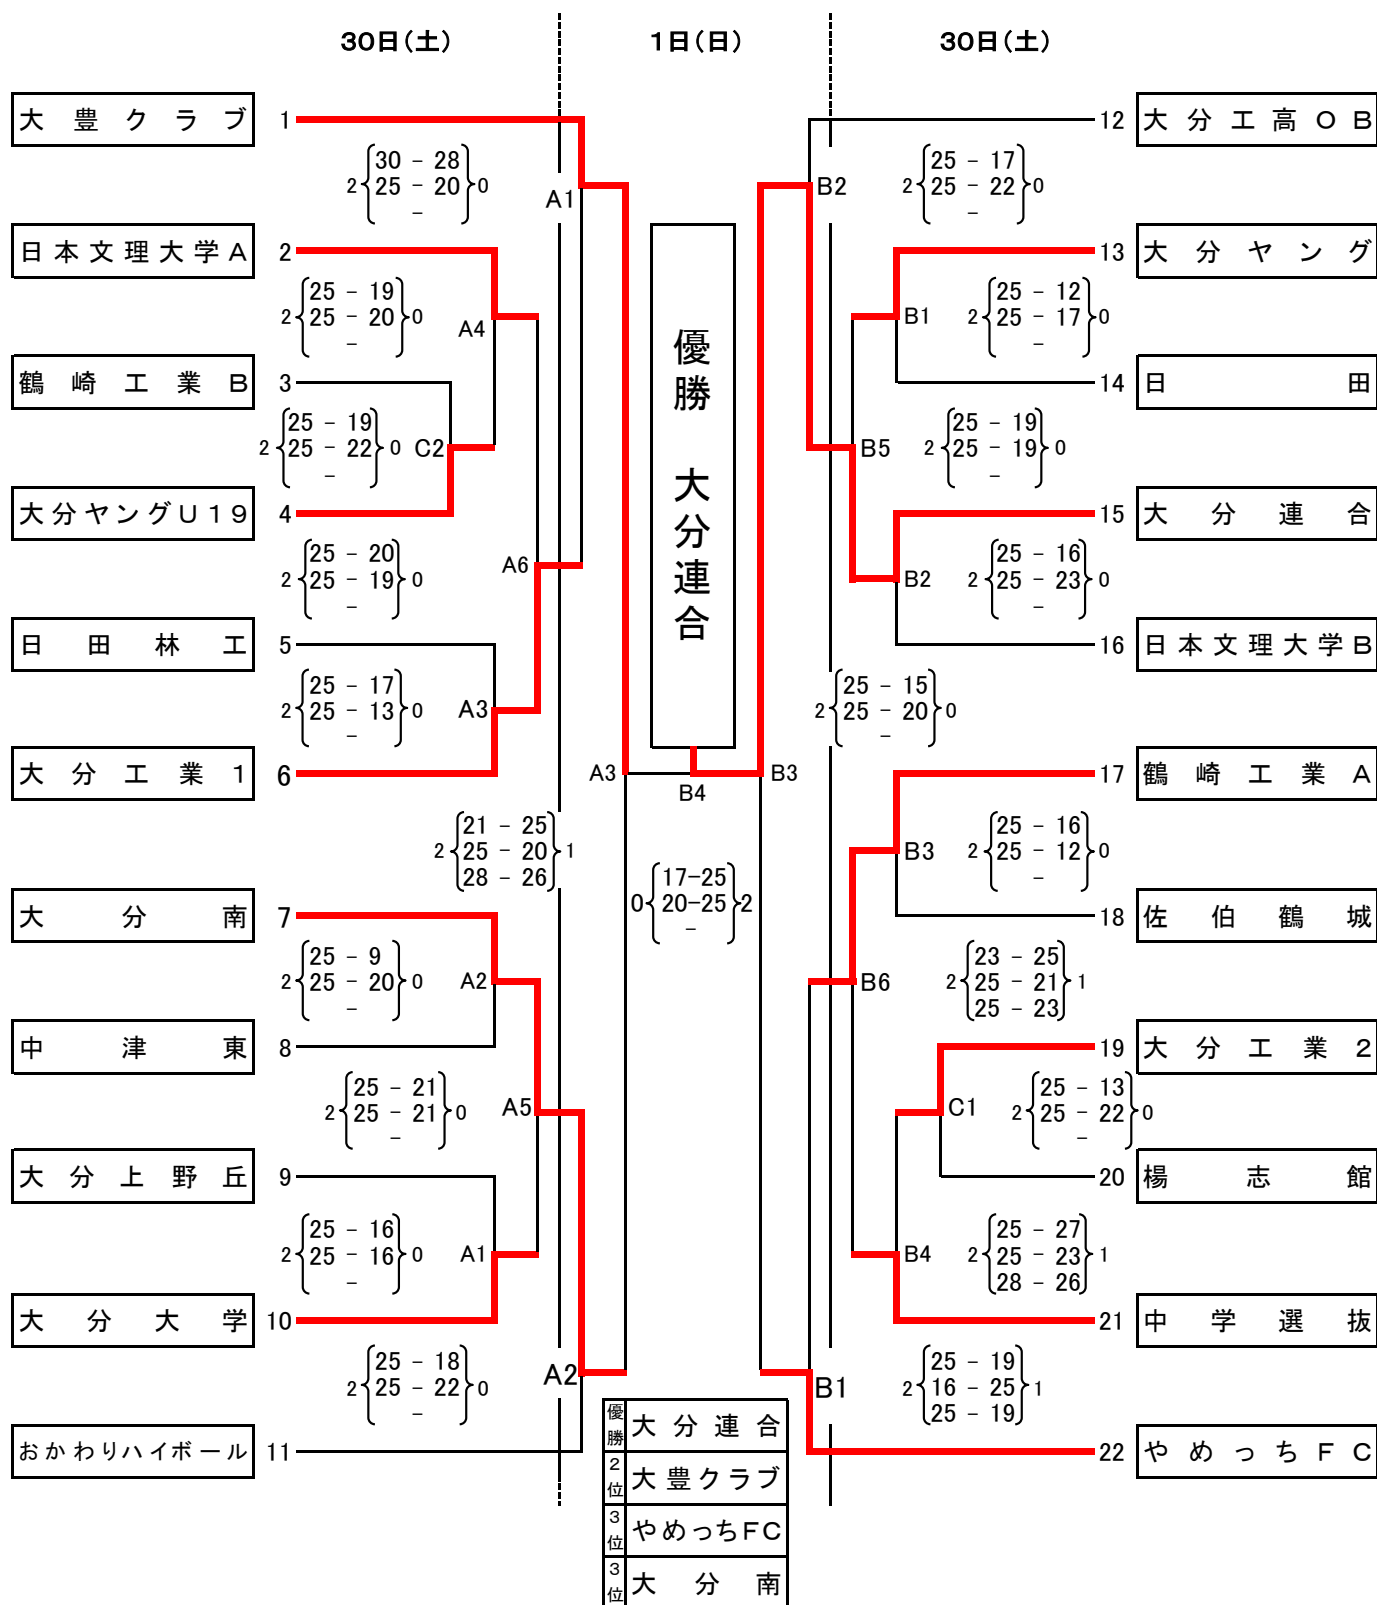 30日(土)
1日(日)
30日(土)
大豊クラブ 1
12 大分工高OB
2 30 - 28 0
25 - 20
-
A1
B2
2 25 - 17 0
25 - 22
-
日本文理大学A 2
13 大分ヤング
2 25 - 19 0
25 - 20
-
A4
B1
2 25 - 12 0
25 - 17
-
鶴崎工業B 3
14 日田
2 25 - 19 0
25 - 22
-
C2
B5
2 25 - 19 0
25 - 19
-
大分ヤングU19 4
15 大分連合
2 25 - 20 0
25 - 19
-
A6
B2
2 25 - 16 0
25 - 23
-
日田林工 5
16 日本文理大学B
2 25 - 17 0
25 - 13
-
A3
2 25 - 15 0
25 - 20
-
大分工業1 6
17 鶴崎工業A
優勝 大分連合
A3
B4
B3
2 21 - 25 1
25 - 20
28 - 26
0 17-25 2
20-25
-
B3
2 25 - 16 0
25 - 12
-
大分南 7
18 佐伯鶴城
2 25 - 9 0
25 - 20
-
A2
B6
2 23 - 25 1
25 - 21
25 - 23
中津東 8
19 大分工業2
2 25 - 21 0
25 - 21
-
A5
C1
2 25 - 13 0
25 - 22
-
大分上野丘 9
20 楊志館
2 25 - 16 0
25 - 16
-
A1
B4
2 25 - 27 1
25 - 23
28 - 26
大分大学 10
21 中学選抜
2 25 - 18 0
25 - 22
-
A2
B1
2 25 - 19 1
16 - 25
25 - 19
おかわりハイボール 11
22 やめっちFC
優勝 大分連合
2位 大豊クラブ
3位 やめっちFC
3位 大分南